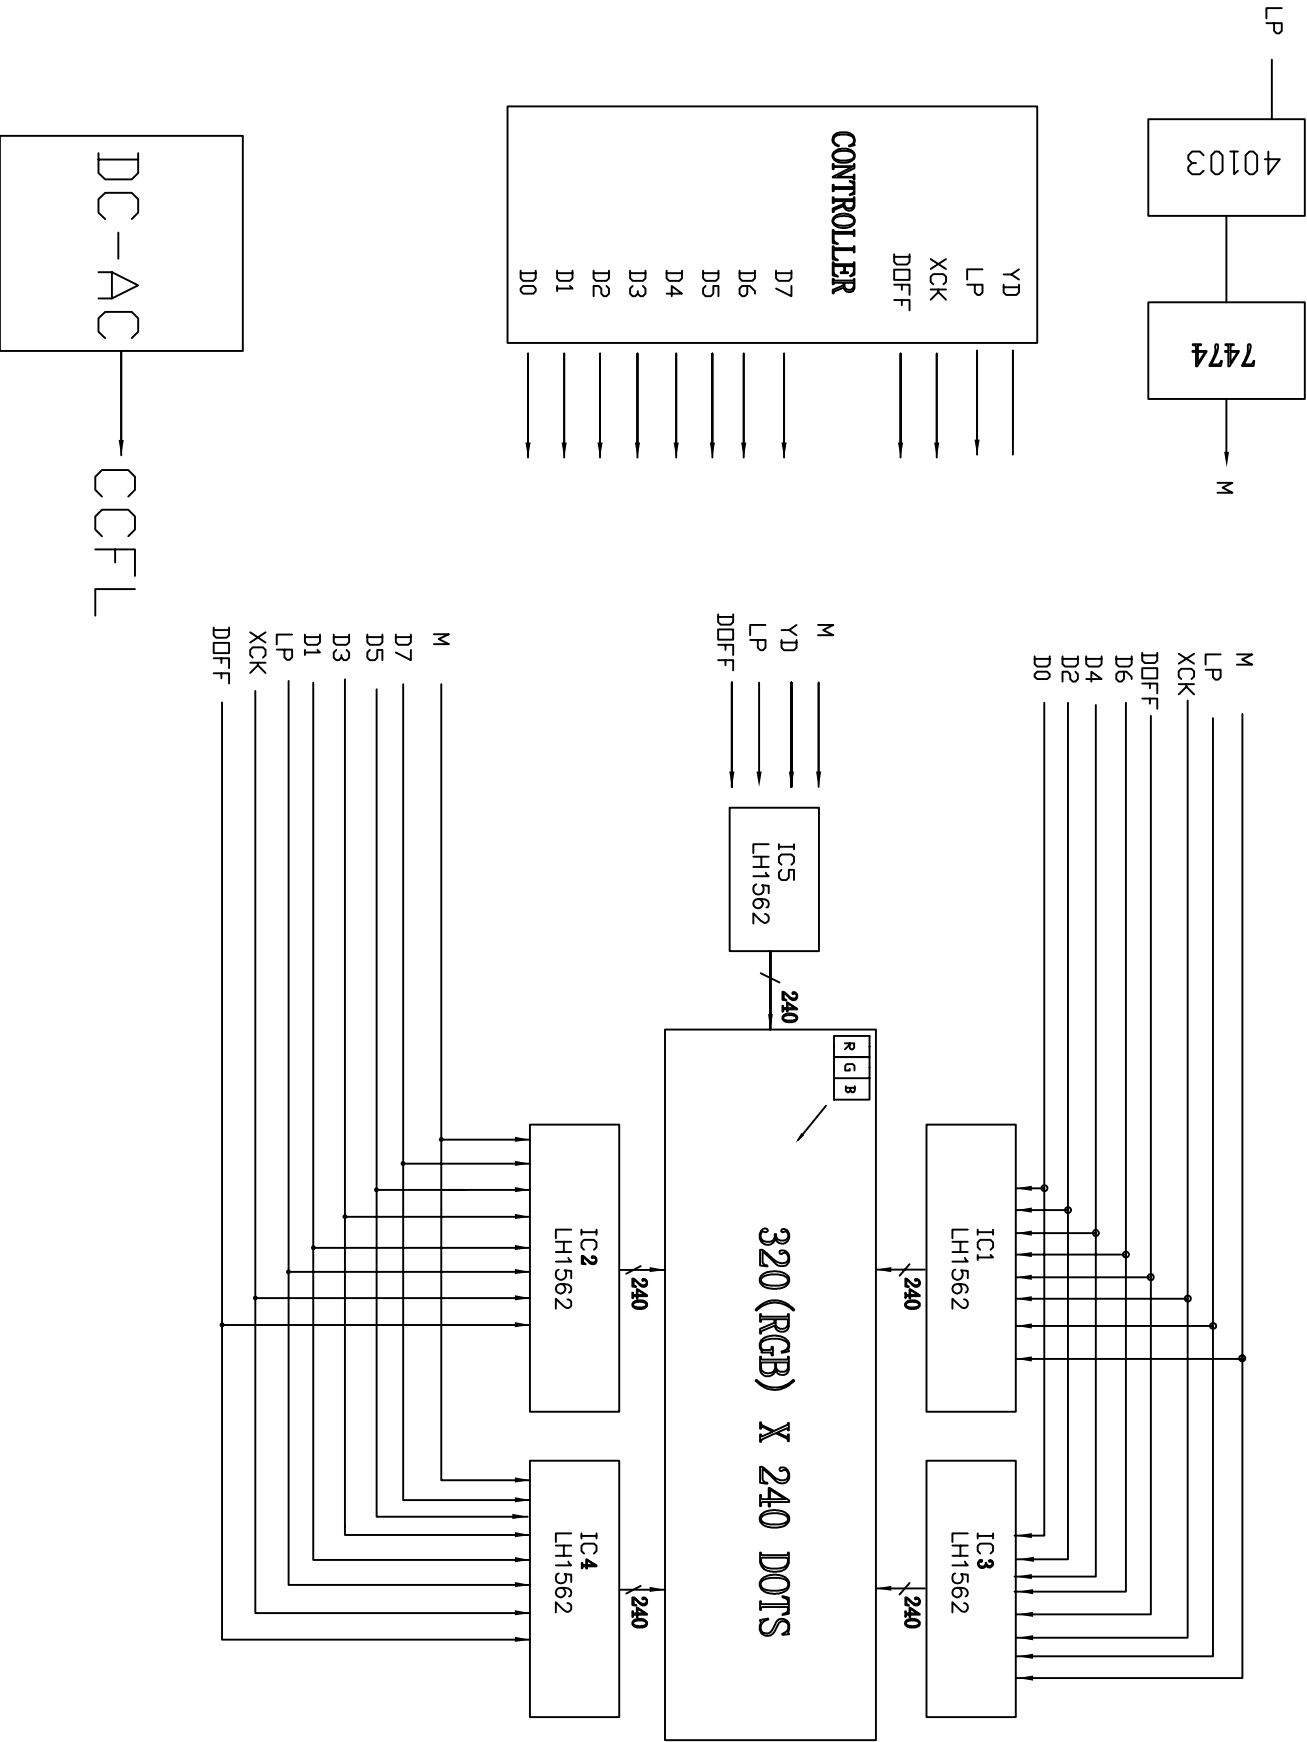 LP
40103
7474
M
M
LP
XCK
DOFF
D6
D4
D2
D0
YD
LP
XCK
DOFF
CONTROLLER
D7
D6
D5
D4
D3
D2
D1
D0
IC1
LH1562
IC3
LH1562
240
240
R G B
M
YD
LP
DOFF
IC5
LH1562
240
320(RGB) X 240 DOTS
240
240
IC2
LH1562
IC4
LH1562
M
D7
D5
D3
D1
LP
XCK
DOFF
DC-AC
CCFL